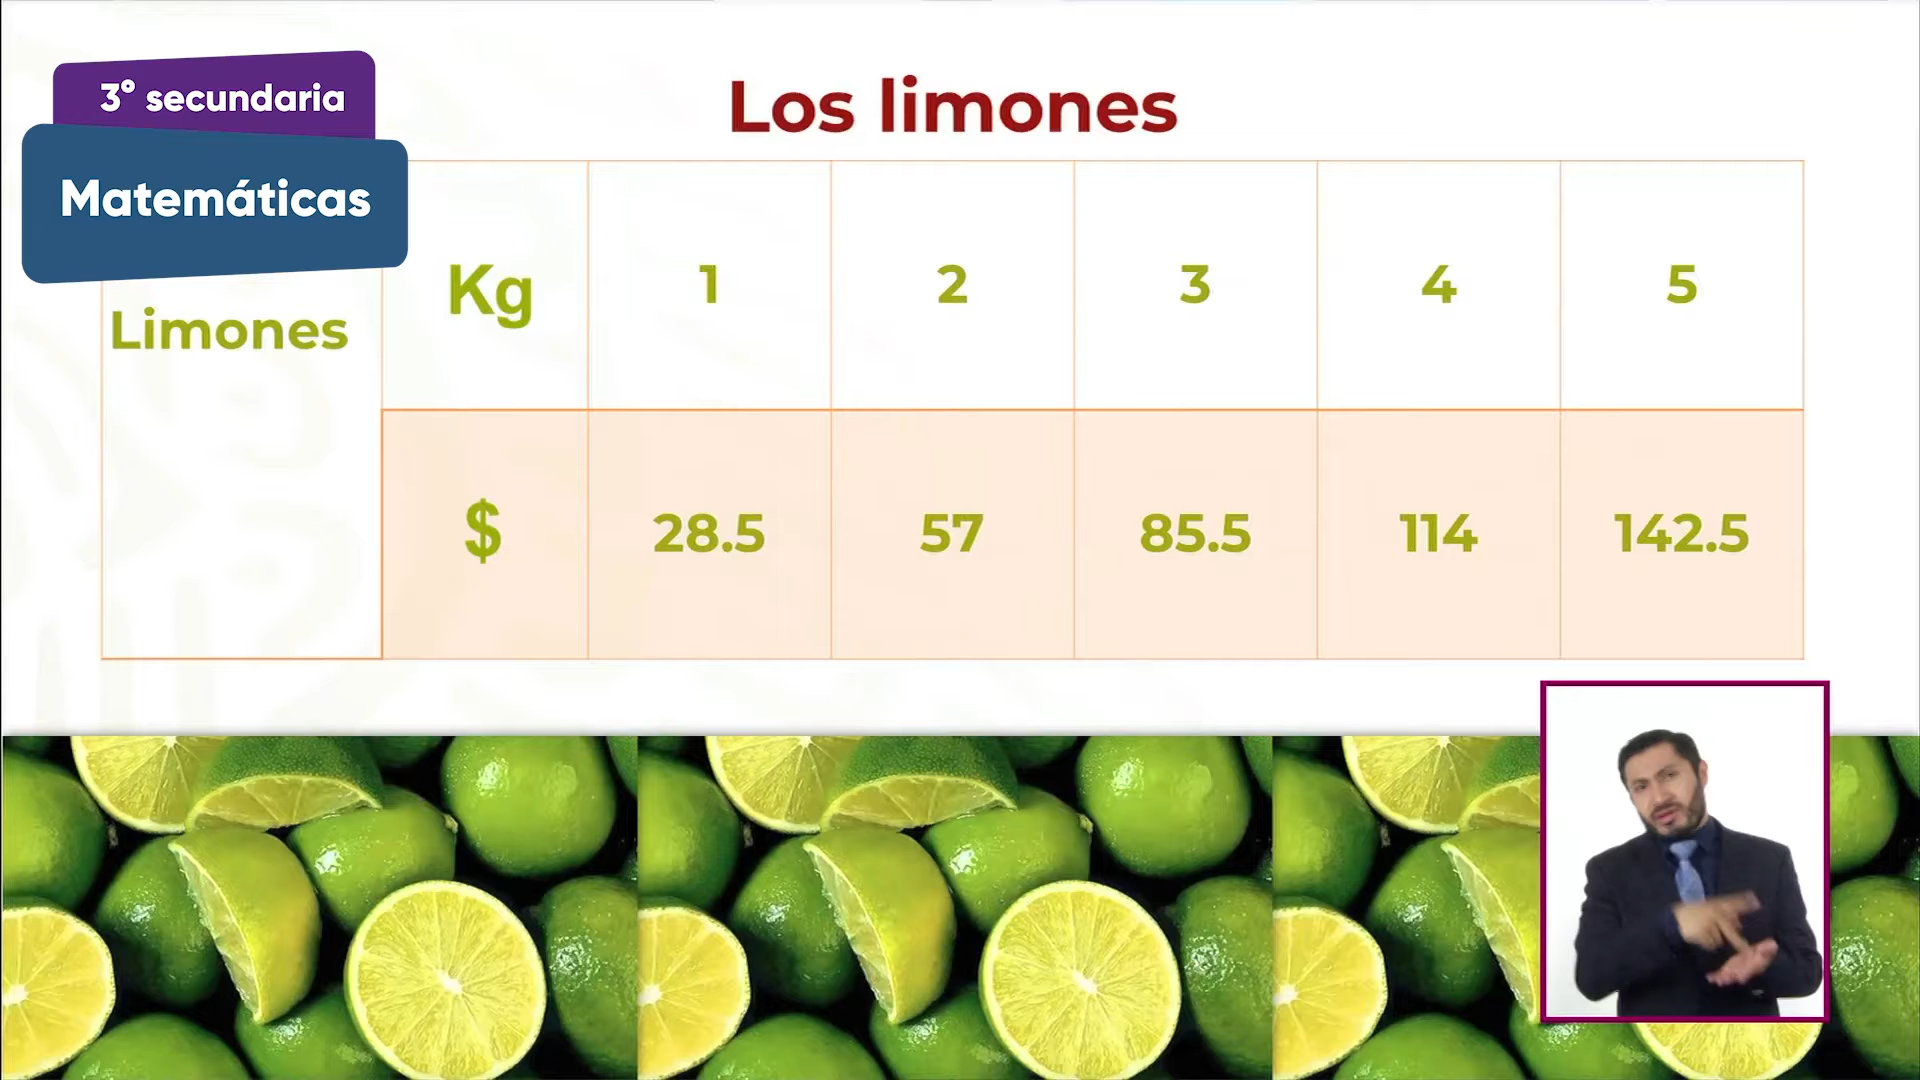 3° secundaria
Matemáticas
Los limones
Limones
Kg 1 2 3 4 5
$ 28.5 57 85.5 114 142.5